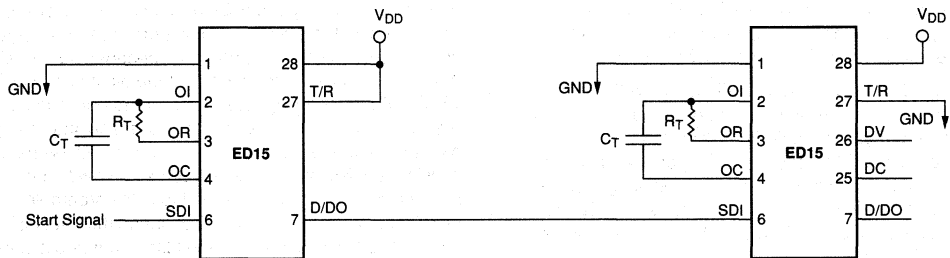 VDD
VDD
1
28
1
28
GND
GND
OI
2
27
T/R
OI
2
27
T/R
GND
RT
CT
OR
3
RT
CT
OR
3
26
DV
ED15
ED15
OC
4
OC
4
25
DC
Start Signal
SDI
6
7
D/DO
SDI
6
7
D/DO